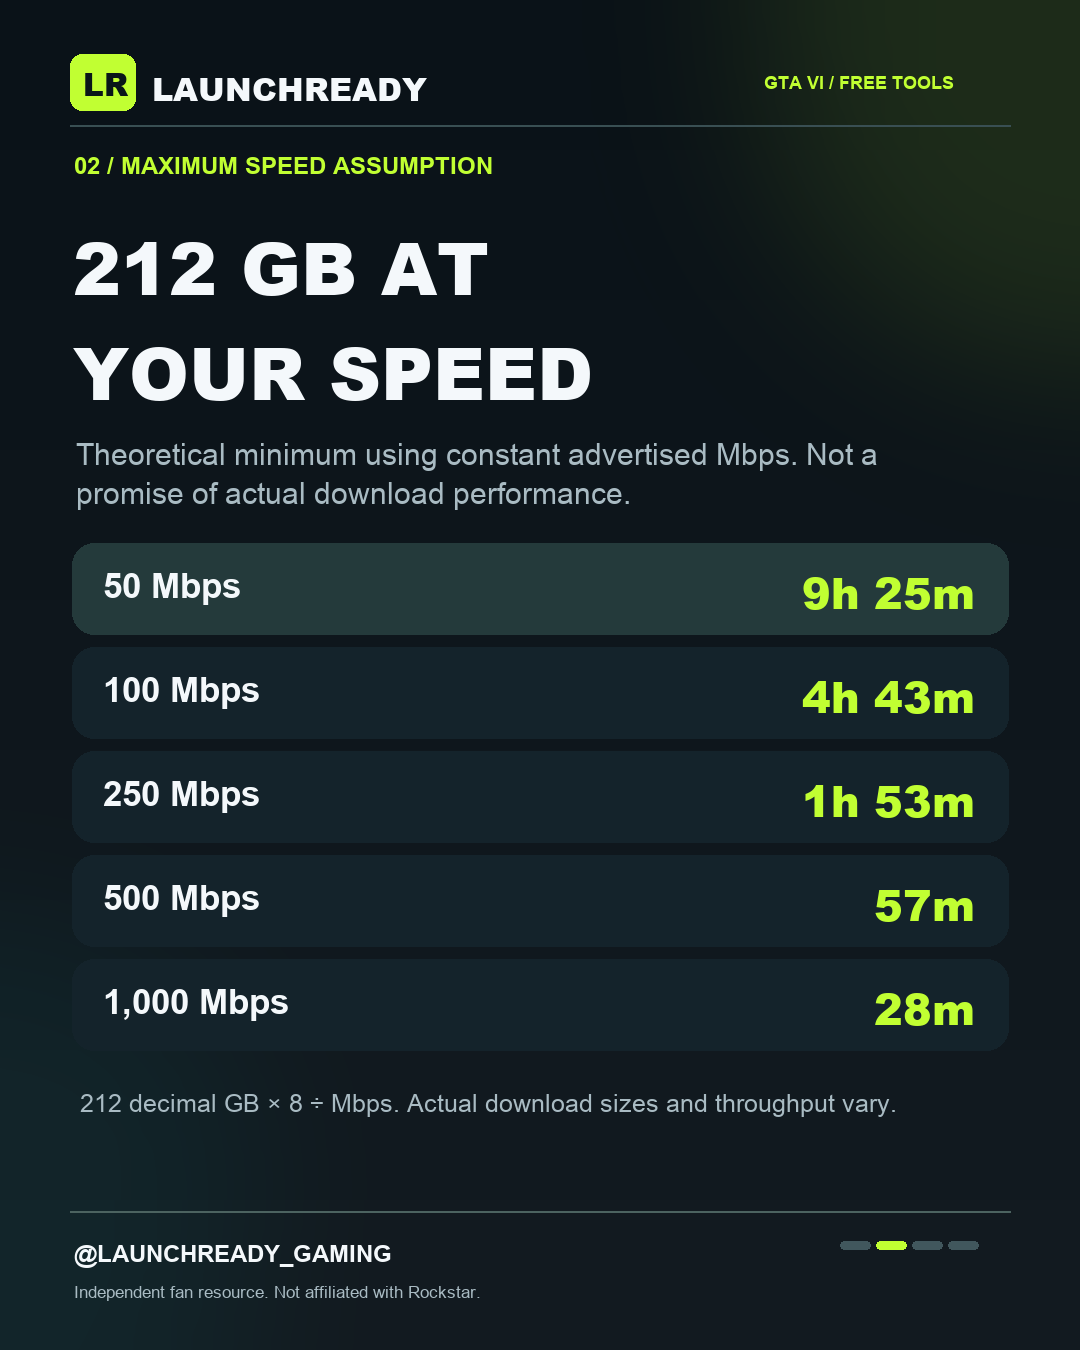 LR LAUNCHREADY
GTA VI / FREE TOOLS
02 / MAXIMUM SPEED ASSUMPTION
212 GB AT
YOUR SPEED
Theoretical minimum using constant advertised Mbps. Not a
promise of actual download performance.
50 Mbps 9h 25m
100 Mbps 4h 43m
250 Mbps 1h 53m
500 Mbps 57m
1,000 Mbps 28m
212 decimal GB × 8 ÷ Mbps. Actual download sizes and throughput vary.
@LAUNCHREADY_GAMING
Independent fan resource. Not affiliated with Rockstar.